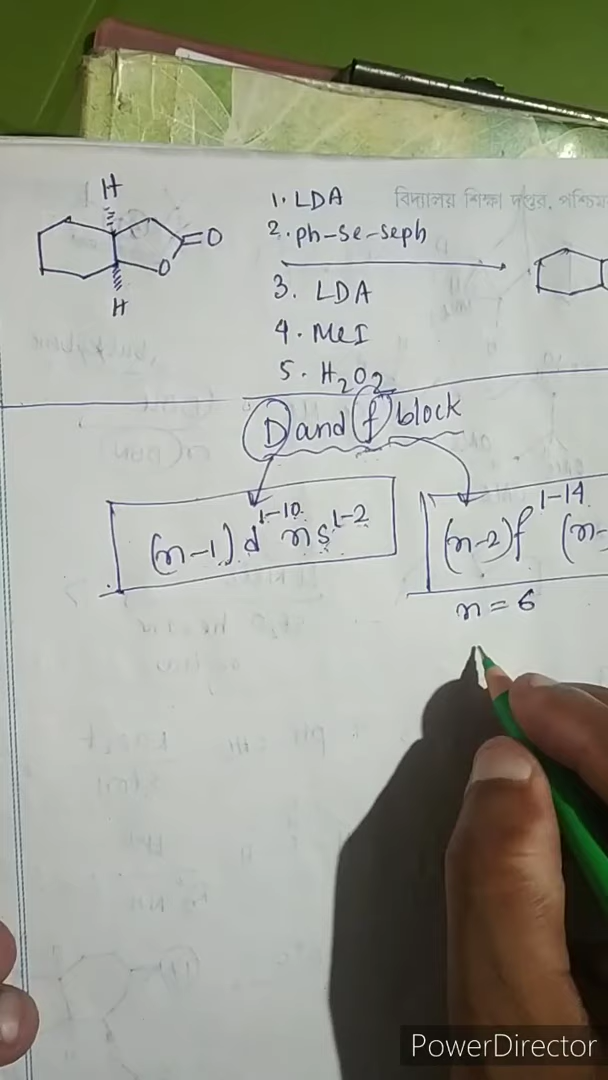 H
1. LDA
বিদ্যালয় শিক্ষা দপ্তর, পশ্চিম
2. ph-se-seph
O
O
H
3. LDA
4. MeI
5. H2O2
D and f block
(n-1) d^1-10 n s^1-2
(n-2)f^1-14 (n-
n = 6
PowerDirector